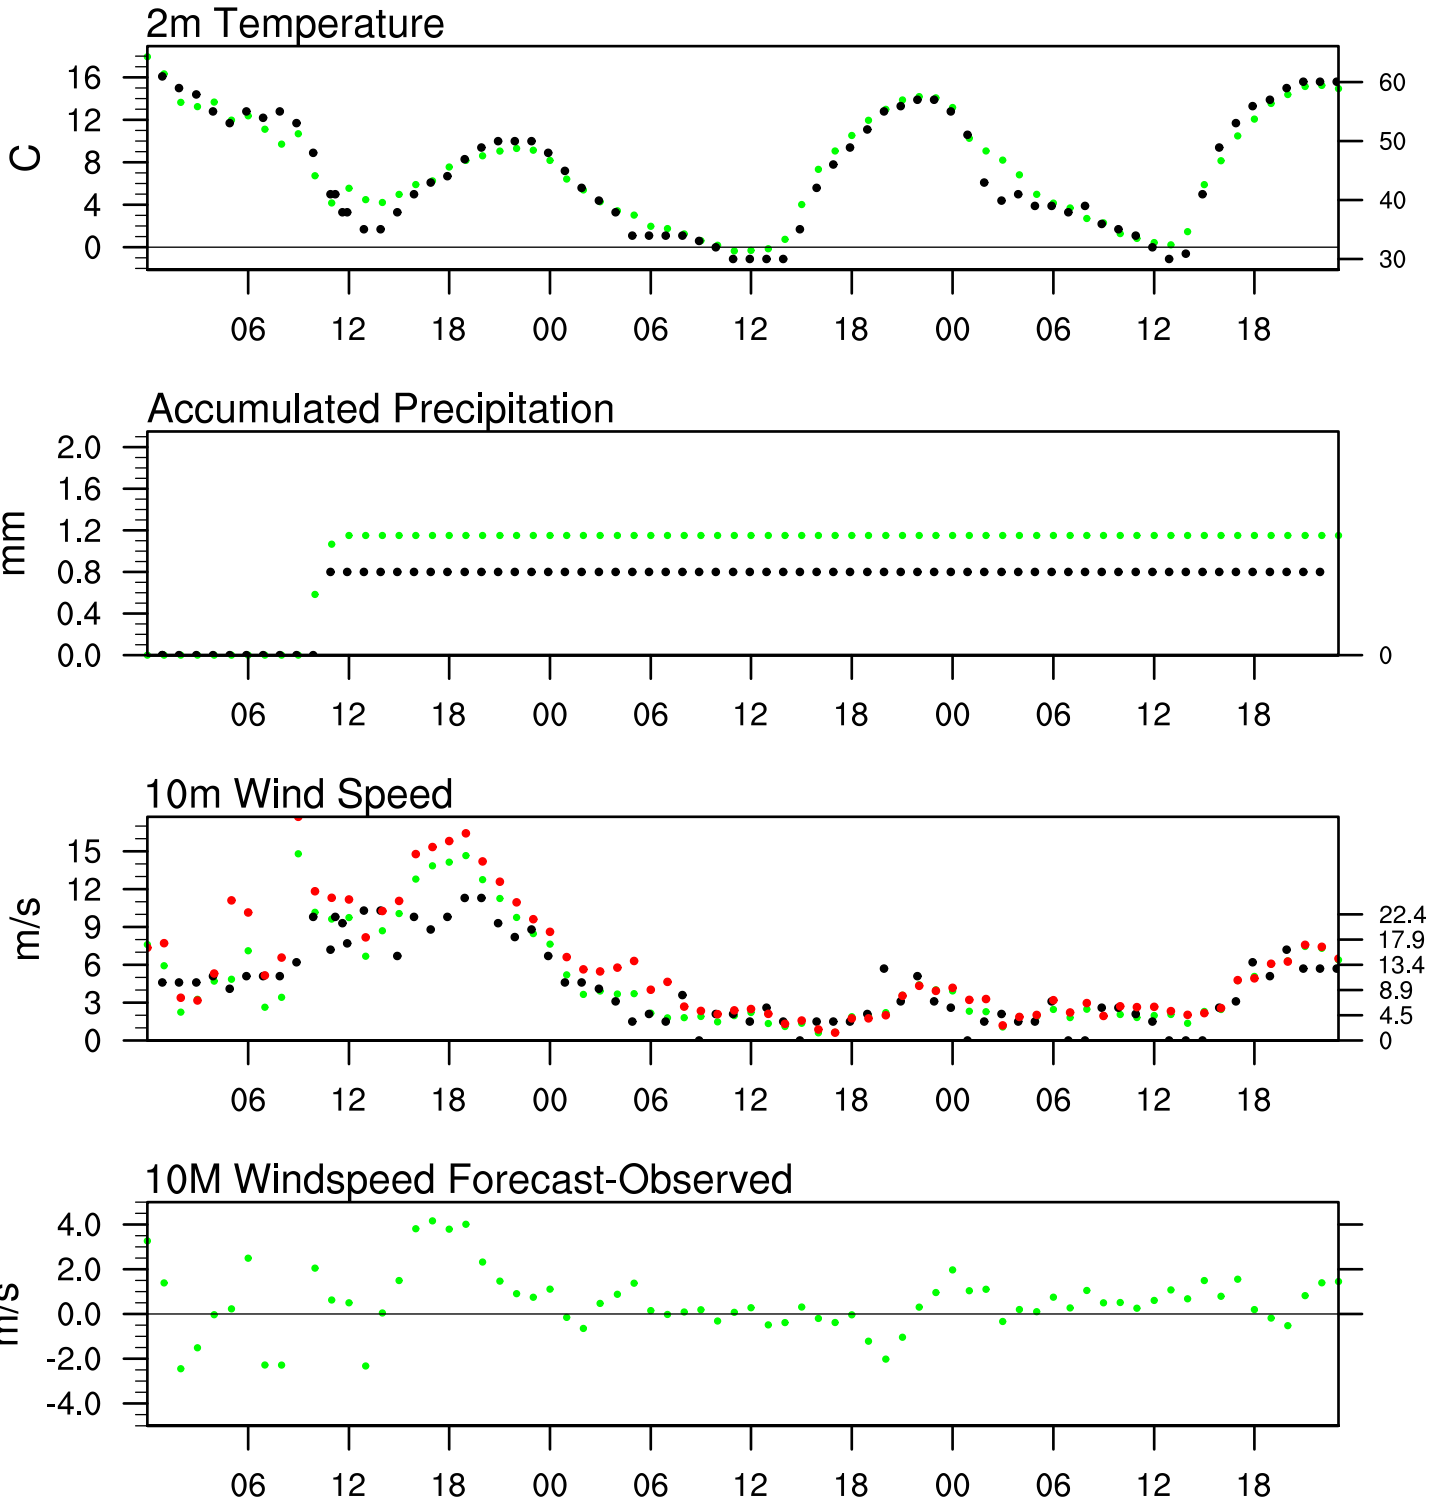 2m Temperature
16
12
8
4
0
C
60
50
40
30
06 12 18 00 06 12 18 00 06 12 18
Accumulated Precipitation
2.0
1.6
1.2
0.8
0.4
0.0
mm
0
06 12 18 00 06 12 18 00 06 12 18
10m Wind Speed
15
12
9
6
3
0
m/s
22.4
17.9
13.4
8.9
4.5
0
06 12 18 00 06 12 18 00 06 12 18
10M Windspeed Forecast-Observed
4.0
2.0
0.0
-2.0
-4.0
m/s
06 12 18 00 06 12 18 00 06 12 18